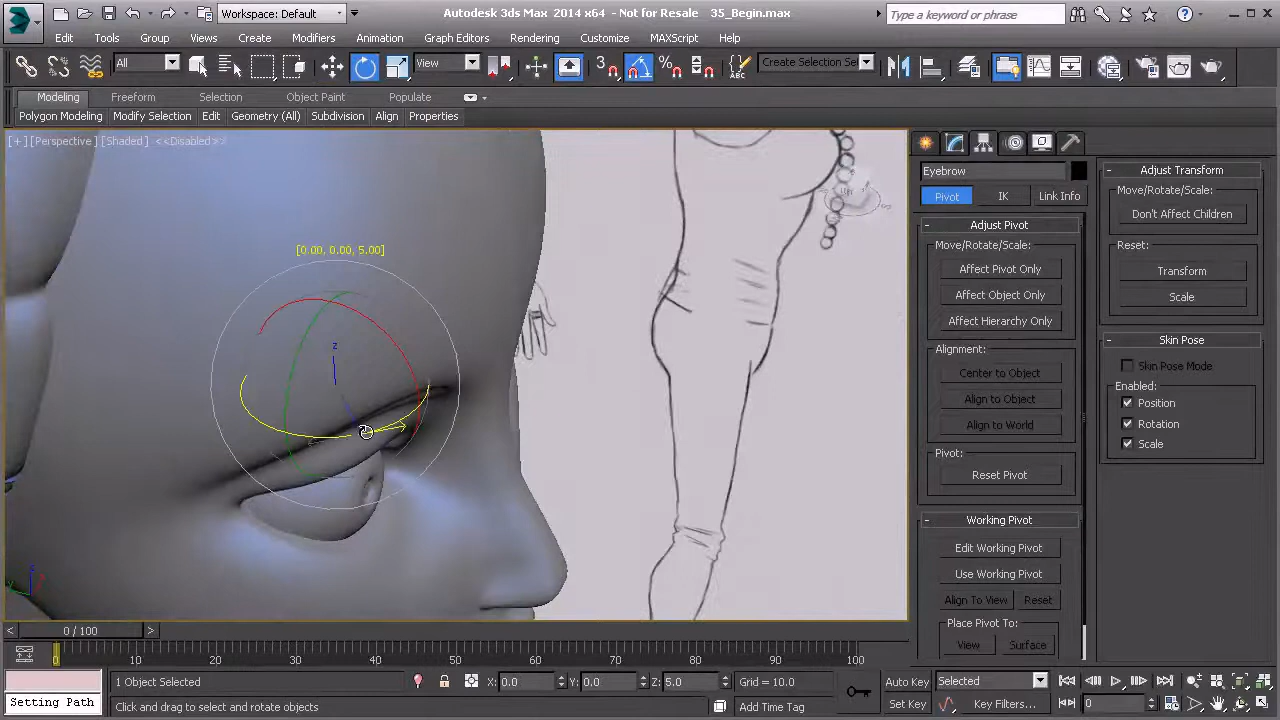 Workspace: Default
Autodesk 3ds Max 2014 x64 - Not for Resale 35_Begin.max
Type a keyword or phrase
Edit Tools Group Views Create Modifiers Animation Graph Editors Rendering Customize MAXScript Help
All View 3 Create Selection Se
Modeling Freeform Selection Object Paint Populate
Polygon Modeling Modify Selection Edit Geometry (All) Subdivision Align Properties
[+] [Perspective] [Shaded] <<Disabled>>
[0.00, 0.00, 5.00]
z
Eyebrow
Pivot IK Link Info
Adjust Pivot
Move/Rotate/Scale:
Affect Pivot Only
Affect Object Only
Affect Hierarchy Only
Alignment:
Center to Object
Align to Object
Align to World
Pivot:
Reset Pivot
Working Pivot
Edit Working Pivot
Use Working Pivot
Align To View Reset
Place Pivot To:
View Surface
Adjust Transform
Move/Rotate/Scale:
Don't Affect Children
Reset:
Transform
Scale
Skin Pose
Skin Pose Mode
Enabled:
Position
Rotation
Scale
< 0 / 100 >
0 10 20 30 40 50 60 70 80 90 100
1 Object Selected X: 0.0 Y: 0.0 Z: 5.0 Grid = 10.0 Auto Key Selected
Setting Path Click and drag to select and rotate objects Add Time Tag Set Key Key Filters... 0